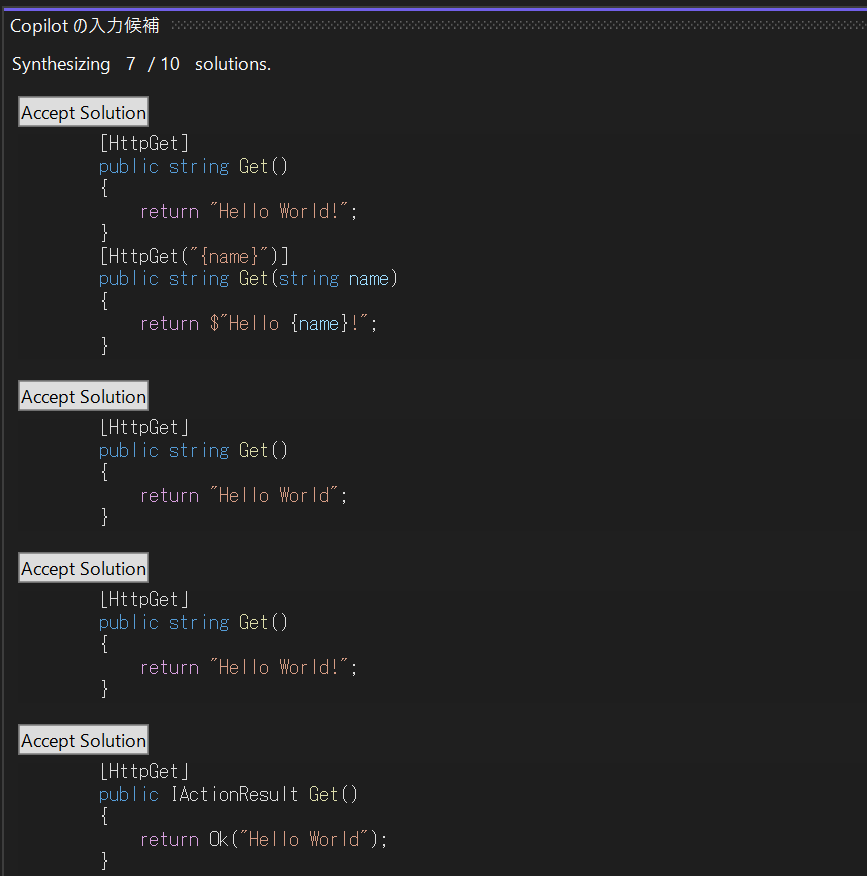 Copilot の入力候補
Synthesizing 7 / 10 solutions.
Accept Solution
[HttpGet]
public string Get()
{
return "Hello World!";
}
[HttpGet("{name}")]
public string Get(string name)
{
return $"Hello {name}!";
}
Accept Solution
[HttpGet]
public string Get()
{
return "Hello World";
}
Accept Solution
[HttpGet]
public string Get()
{
return "Hello World!";
}
Accept Solution
[HttpGet]
public IActionResult Get()
{
return Ok("Hello World");
}